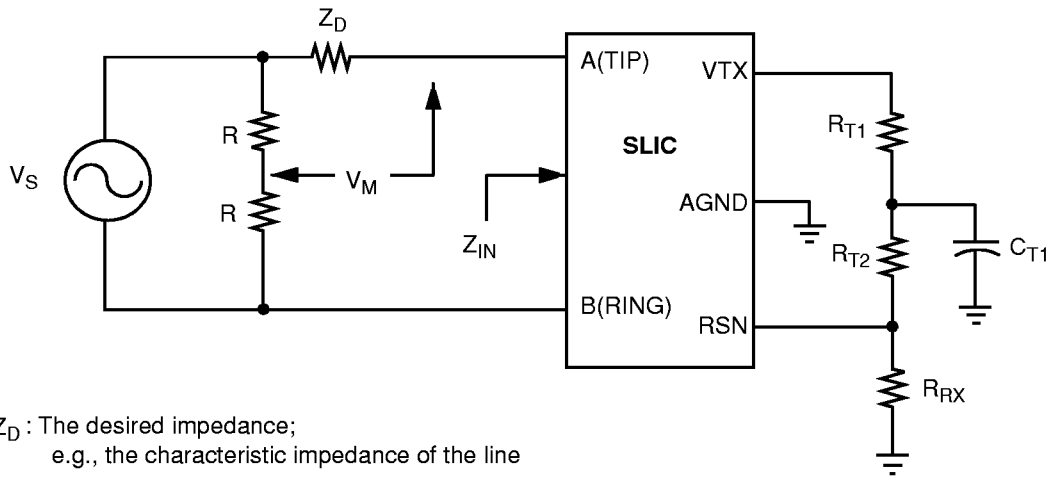 Z_D
A(TIP)
VTX
R_T1
R
SLIC
V_S
V_M
AGND
R
Z_IN
R_T2
C_T1
B(RING)
RSN
R_RX
Z_D : The desired impedance;
e.g., the characteristic impedance of the line